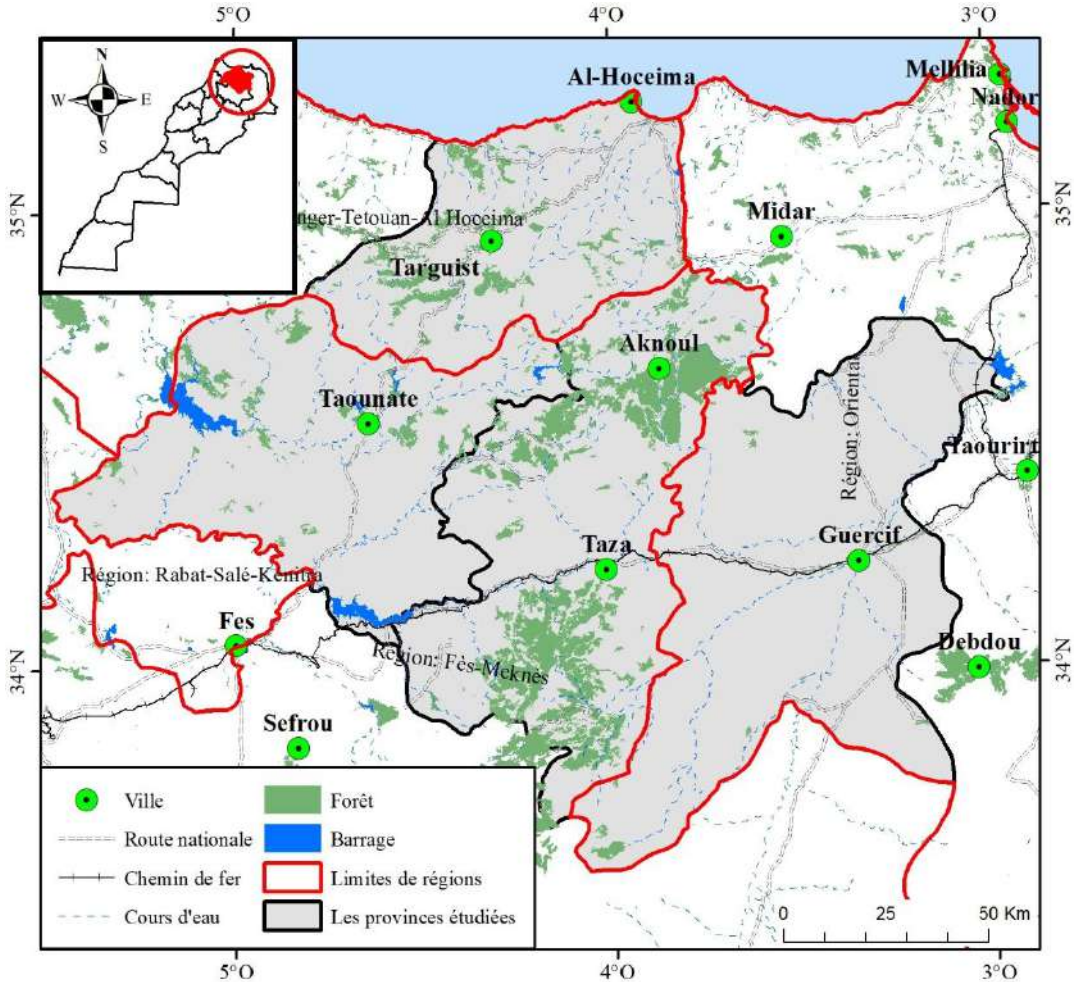 5°O 4°O 3°O
N
W E
S
Al-Hoceima
Mellilia
Nador
35°N 35°N
Midar
nger-Tetouan-Al Hoceima
Targuist
Aknoul
Taounate
Région: Oriental
Taourirt
Taza
Guercif
Région: Rabat-Salé-Kénitra
Fes
Région: Fès-Meknès
34°N 34°N
Debdou
Sefrou
Ville Forêt
Route nationale Barrage
Chemin de fer Limites de régions
Cours d'eau Les provinces étudiées
0 25 50 Km
5°O 4°O 3°O